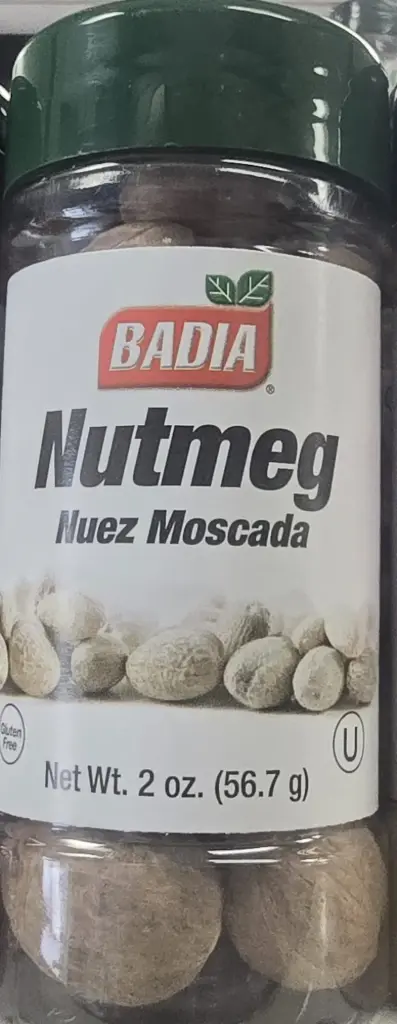 BADIA
®
Nutmeg
Nuez Moscada
Gluten
Free
U
Net Wt. 2 oz. (56.7 g)